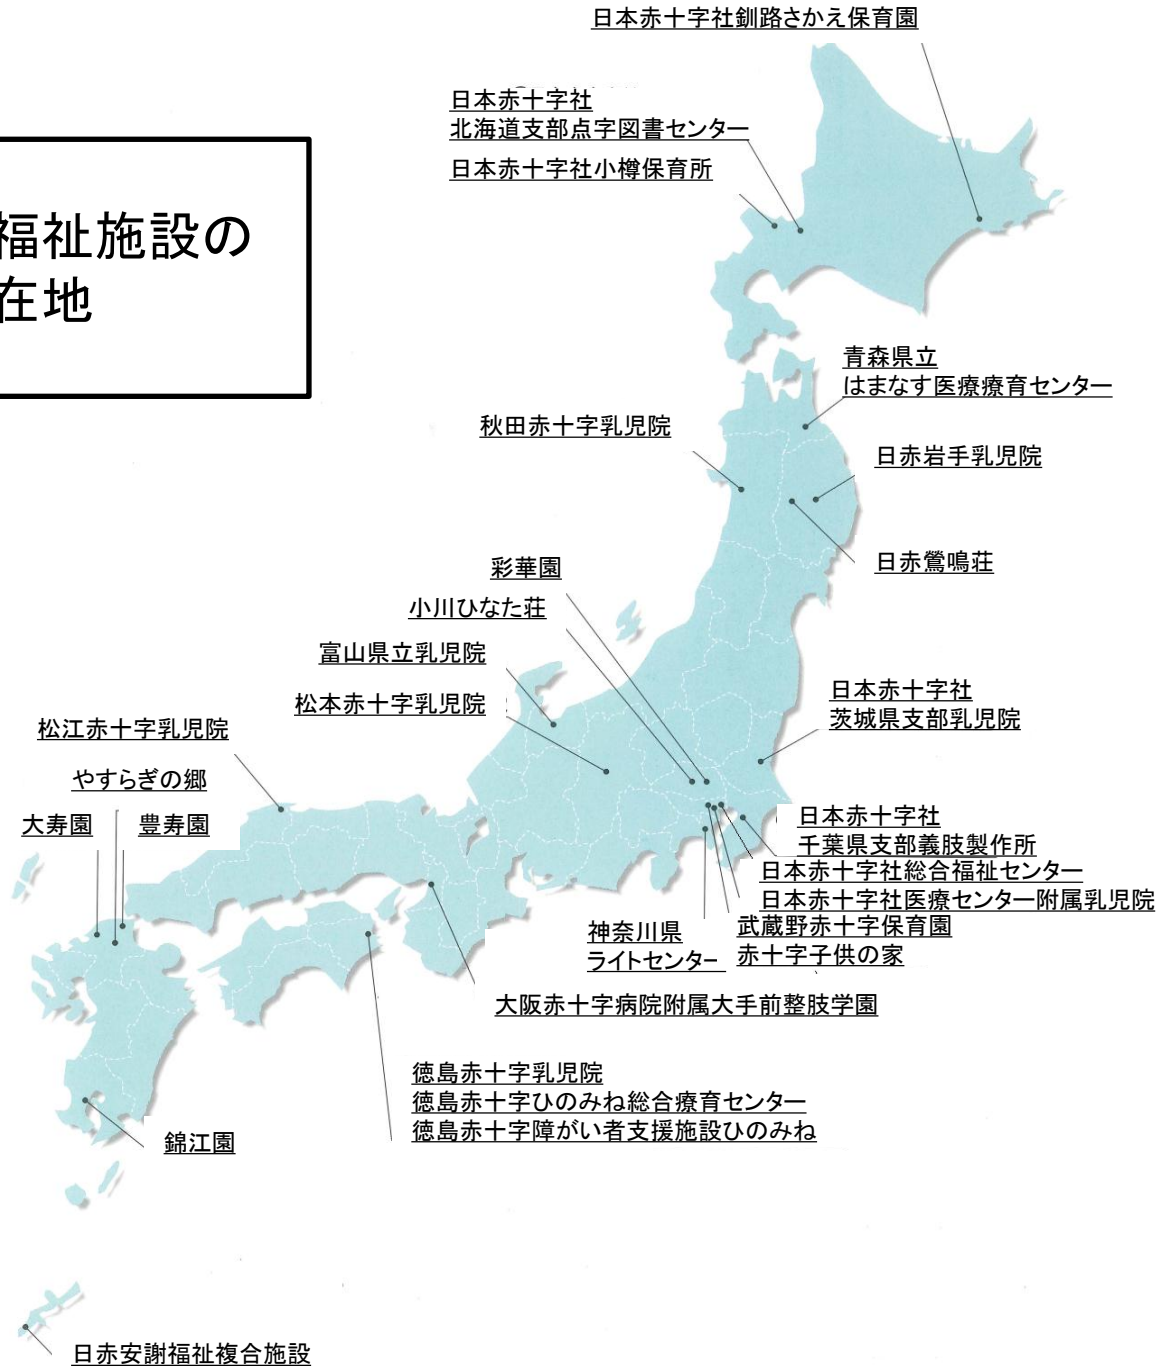 日本赤十字社釧路さかえ保育園
日本赤十字社
北海道支部点字図書センター
日本赤十字社小樽保育所
福祉施設の
在地
青森県立
はまなす医療療育センター
秋田赤十字乳児院
日赤岩手乳児院
日赤鶯鳴荘
彩華園
小川ひなた荘
富山県立乳児院
松本赤十字乳児院
日本赤十字社
茨城県支部乳児院
松江赤十字乳児院
やすらぎの郷
大寿園
豊寿園
日本赤十字社
千葉県支部義肢製作所
日本赤十字社総合福祉センター
日本赤十字社医療センター附属乳児院
武蔵野赤十字保育園
赤十字子供の家
神奈川県
ライトセンター
大阪赤十字病院附属大手前整肢学園
徳島赤十字乳児院
徳島赤十字ひのみね総合療育センター
徳島赤十字障がい者支援施設ひのみね
錦江園
日赤安謝福祉複合施設